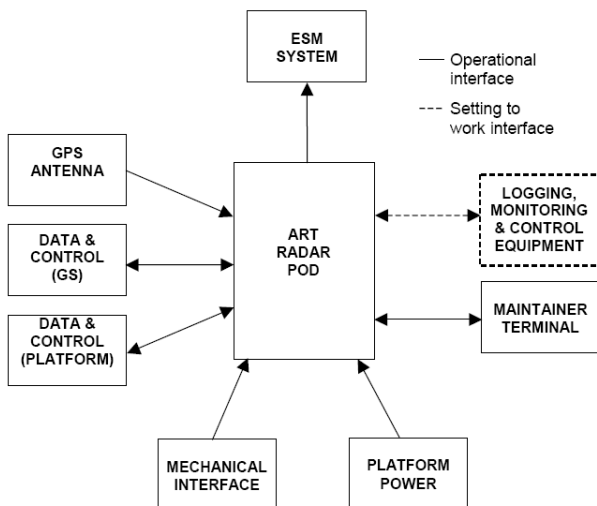 ESM
SYSTEM
Operational
interface
Setting to
work interface
GPS
ANTENNA
LOGGING,
MONITORING
& CONTROL
EQUIPMENT
ART
RADAR
POD
DATA &
CONTROL
(GS)
MAINTAINER
TERMINAL
DATA &
CONTROL
(PLATFORM)
MECHANICAL
INTERFACE
PLATFORM
POWER